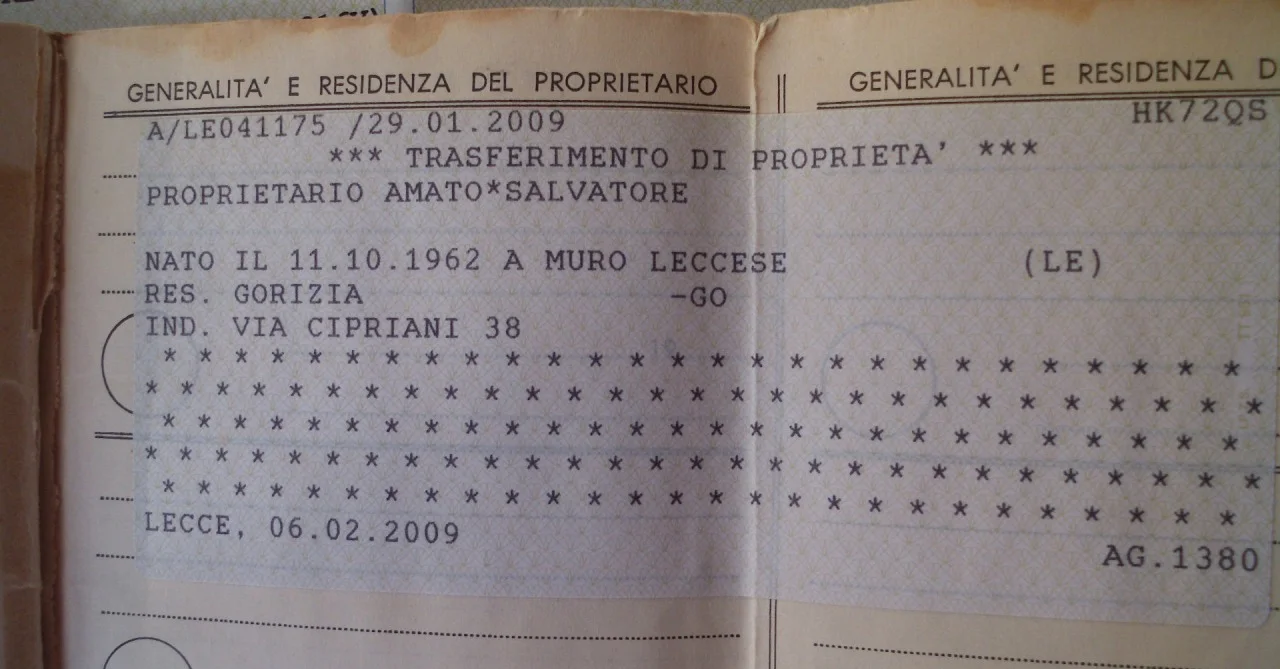 GENERALITA' E RESIDENZA DEL PROPRIETARIO
GENERALITA' E RESIDENZA D
HK72QS
A/LE041175 /29.01.2009
*** TRASFERIMENTO DI PROPRIETA' ***
PROPRIETARIO AMATO*SALVATORE
NATO IL 11.10.1962 A MURO LECCESE (LE)
RES. GORIZIA -GO
IND. VIA CIPRIANI 38
* * * * * * * * * * * * * * * * * * * * * * * * * * * *
* * * * * * * * * * * * * * * * * * * * * * * * * * * *
* * * * * * * * * * * * * * * * * * * * * * * * * * * *
* * * * * * * * * * * * * * * * * * * * * * * * * * * *
* * * * * * * * * * * * * * * * * * * * * * * * * * * *
LECCE, 06.02.2009
AG.1380